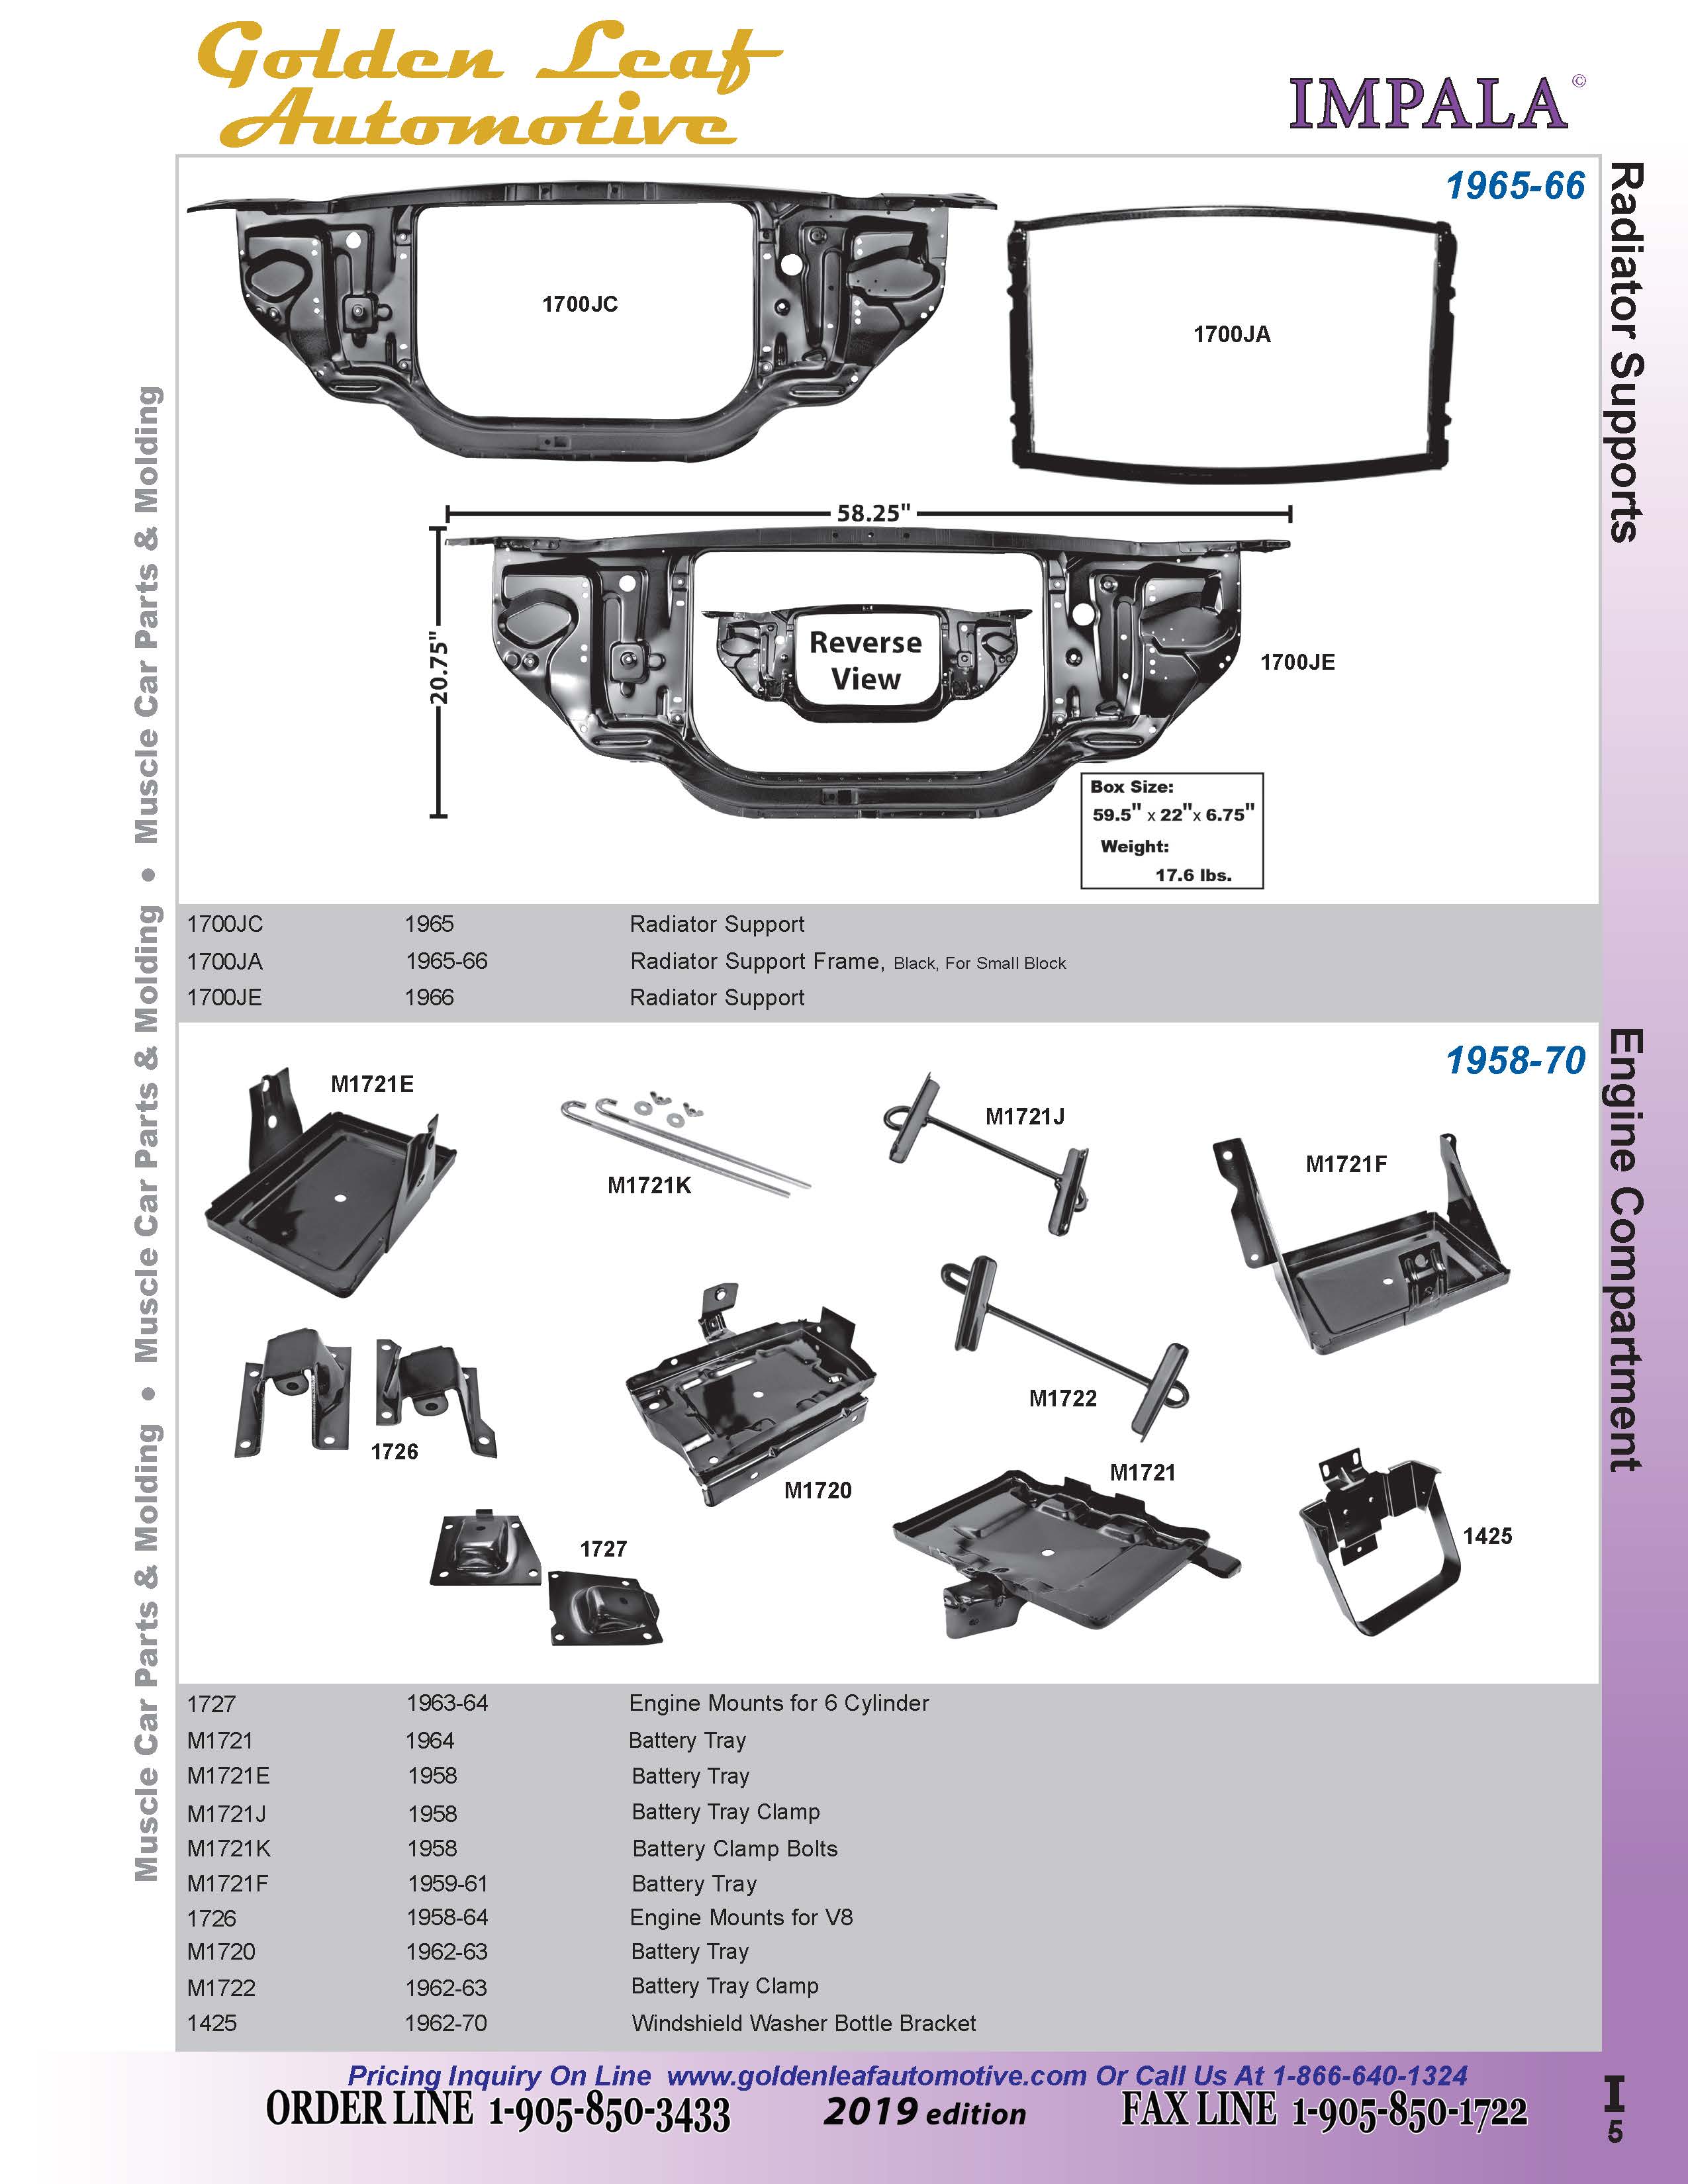 Golden Leaf
Automotive
IMPALA©
1965-66
Radiator Supports
1700JC
1700JA
58.25"
20.75"
Reverse
View
1700JE
Box Size:
59.5" x 22"x 6.75"
Weight:
17.6 lbs.
1700JC 1965 Radiator Support
1700JA 1965-66 Radiator Support Frame, Black, For Small Block
1700JE 1966 Radiator Support
1958-70
Engine Compartment
M1721E
M1721K
M1721J
M1721F
1726
M1720
M1722
M1721
1727
1425
1727 1963-64 Engine Mounts for 6 Cylinder
M1721 1964 Battery Tray
M1721E 1958 Battery Tray
M1721J 1958 Battery Tray Clamp
M1721K 1958 Battery Clamp Bolts
M1721F 1959-61 Battery Tray
1726 1958-64 Engine Mounts for V8
M1720 1962-63 Battery Tray
M1722 1962-63 Battery Tray Clamp
1425 1962-70 Windshield Washer Bottle Bracket
Muscle Car Parts & Molding • Muscle Car Parts & Molding • Muscle Car Parts & Molding
Pricing Inquiry On Line www.goldenleafautomotive.com Or Call Us At 1-866-640-1324
ORDER LINE 1-905-850-3433 2019 edition FAX LINE 1-905-850-1722
I
5